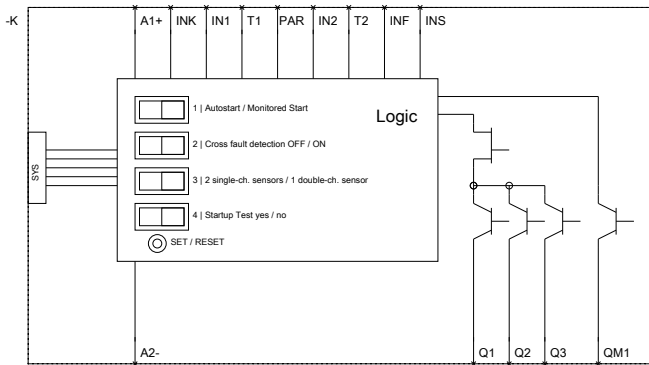 -K
A1+ INK IN1 T1 PAR IN2 T2 INF INS
1 | Autostart / Monitored Start
Logic
2 | Cross fault detection OFF / ON
SYS
3 | 2 single-ch. sensors / 1 double-ch. sensor
4 | Startup Test yes / no
SET / RESET
A2- Q1 Q2 Q3 QM1